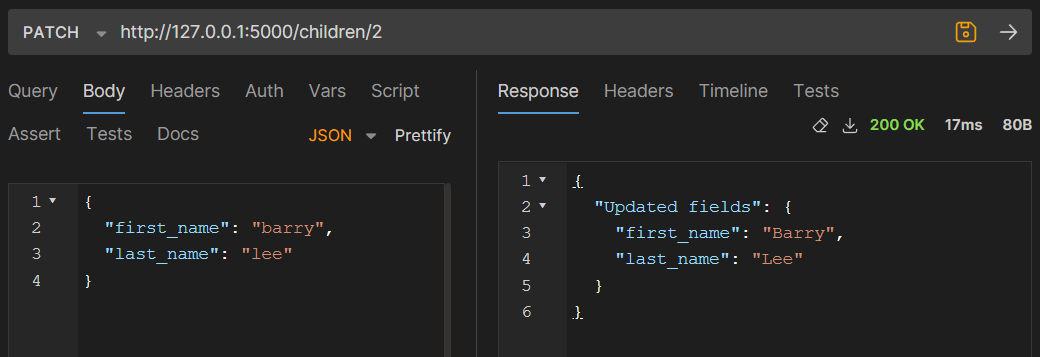 PATCH http://127.0.0.1:5000/children/2
Query Body Headers Auth Vars Script
Assert Tests Docs JSON Prettify
1 {
2 "first_name": "barry",
3 "last_name": "lee"
4 }
Response Headers Timeline Tests
200 OK 17ms 80B
1 {
2 "Updated fields": {
3 "first_name": "Barry",
4 "last_name": "Lee"
5 }
6 }